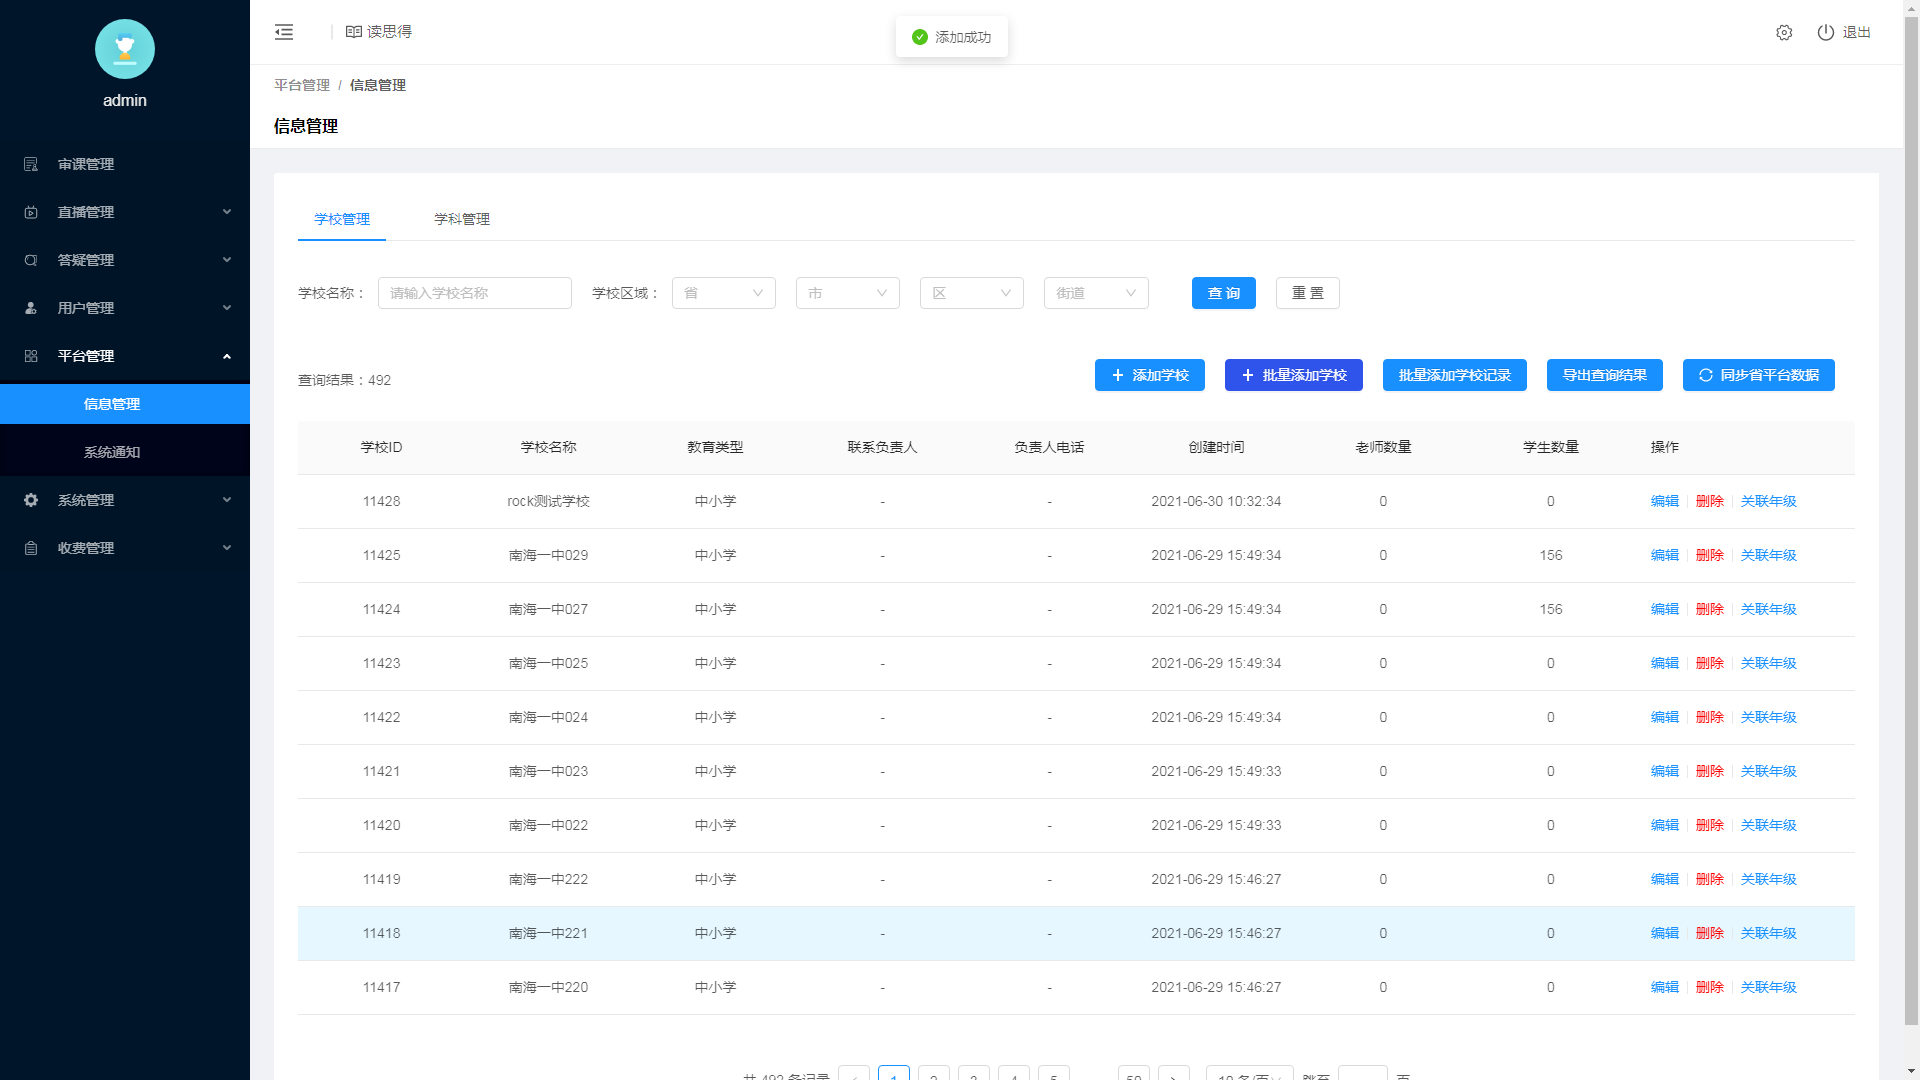 admin
审课管理
直播管理
答疑管理
用户管理
平台管理
信息管理
系统通知
系统管理
收费管理
读思得
添加成功
退出
平台管理 / 信息管理
信息管理
学校管理 学科管理
学校名称： 请输入学校名称 学校区域： 省 市 区 街道 查 询 重 置
查询结果：492 添加学校 批量添加学校 批量添加学校记录 导出查询结果 同步省平台数据
学校ID 学校名称 教育类型 联系负责人 负责人电话 创建时间 老师数量 学生数量 操作
11428 rock测试学校 中小学 - - 2021-06-30 10:32:34 0 0 编辑 删除 关联年级
11425 南海一中029 中小学 - - 2021-06-29 15:49:34 0 156 编辑 删除 关联年级
11424 南海一中027 中小学 - - 2021-06-29 15:49:34 0 156 编辑 删除 关联年级
11423 南海一中025 中小学 - - 2021-06-29 15:49:34 0 0 编辑 删除 关联年级
11422 南海一中024 中小学 - - 2021-06-29 15:49:34 0 0 编辑 删除 关联年级
11421 南海一中023 中小学 - - 2021-06-29 15:49:33 0 0 编辑 删除 关联年级
11420 南海一中022 中小学 - - 2021-06-29 15:49:33 0 0 编辑 删除 关联年级
11419 南海一中222 中小学 - - 2021-06-29 15:46:27 0 0 编辑 删除 关联年级
11418 南海一中221 中小学 - - 2021-06-29 15:46:27 0 0 编辑 删除 关联年级
11417 南海一中220 中小学 - - 2021-06-29 15:46:27 0 0 编辑 删除 关联年级
共 492 条记录 1 2 3 4 5 50 10 条/页 跳至 页